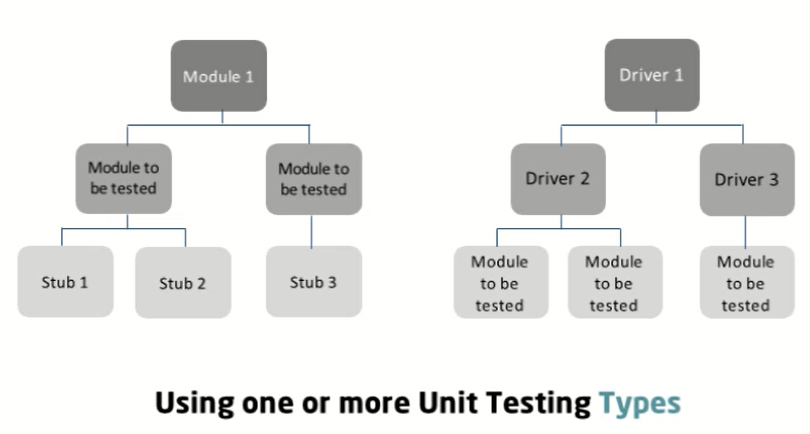 Module 1
Driver 1
Module to
be tested
Module to
be tested
Driver 2
Driver 3
Stub 1
Stub 2
Stub 3
Module
to be
tested
Module
to be
tested
Module
to be
tested
Using one or more Unit Testing Types